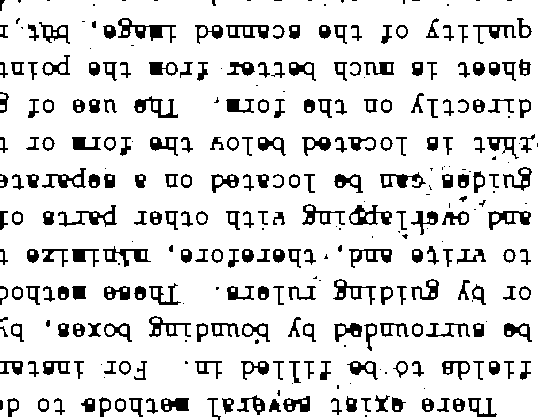 There exist several methods to de
fields to be filled in. For instan
be surrounded by bounding boxes, by
or by guiding rulers. These method
to write and, therefore, minimize t
and overlapping with other parts of
guides can be located on a separate
that is located below the form or t
directly on the form. The use of g
sheet is much better from the point
quality of the scanned image, but r